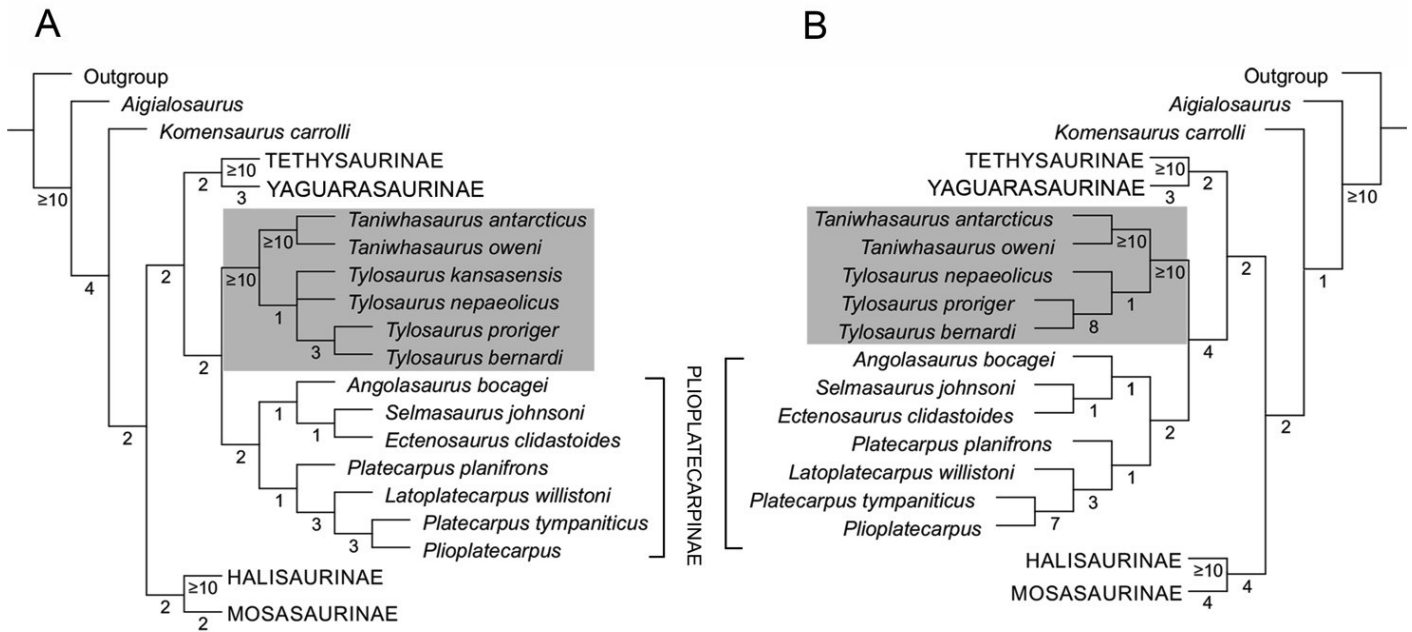 A
Outgroup
Aigialosaurus
Komensaurus carrolli
TETHYSAURINAE
≥10
2
YAGUARASAURINAE
3
≥10
Taniwhasaurus antarcticus
≥10
Taniwhasaurus oweni
≥10
4
2
Tylosaurus kansasensis
Tylosaurus nepaeolicus
1
Tylosaurus proriger
3
Tylosaurus bernardi
2
Angolasaurus bocagei
1
Selmasaurus johnsoni
1
Ectenosaurus clidastoides
2
2
Platecarpus planifrons
1
Latoplatecarpus willistoni
3
Platecarpus tympaniticus
3
Plioplatecarpus
HALISAURINAE
≥10
2
MOSASAURINAE
2
PLIOPLATECARPINAE
B
Outgroup
Aigialosaurus
Komensaurus carrolli
TETHYSAURINAE
≥10
2
YAGUARASAURINAE
3
≥10
Taniwhasaurus antarcticus
≥10
Taniwhasaurus oweni
≥10
2
1
Tylosaurus nepaeolicus
1
Tylosaurus proriger
8
Tylosaurus bernardi
4
Angolasaurus bocagei
1
Selmasaurus johnsoni
1
Ectenosaurus clidastoides
2
2
Platecarpus planifrons
1
Latoplatecarpus willistoni
3
Platecarpus tympaniticus
7
Plioplatecarpus
HALISAURINAE
≥10
4
MOSASAURINAE
4